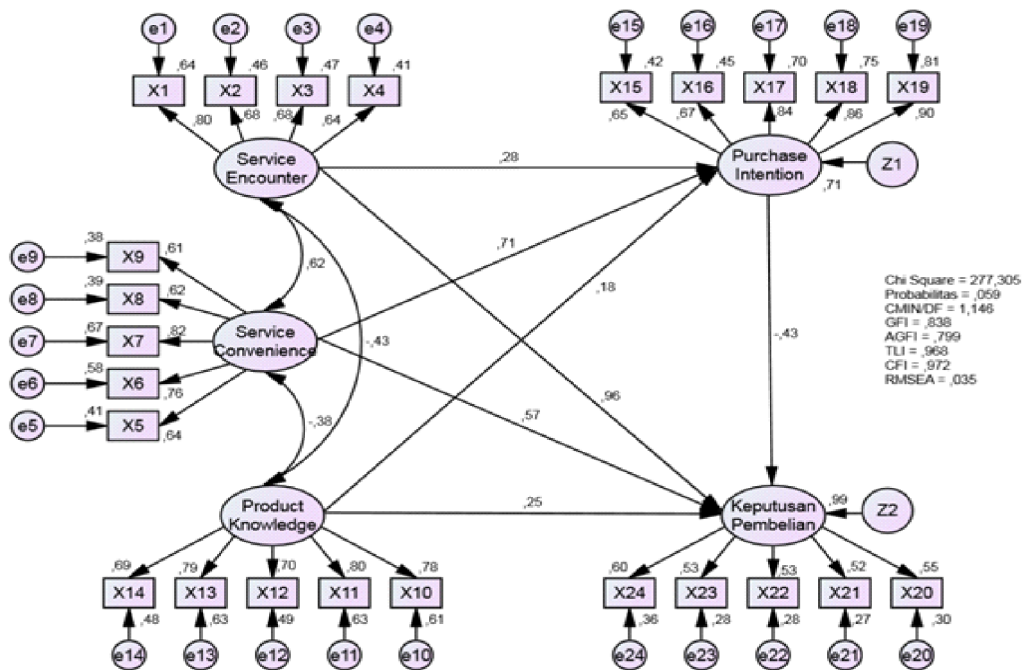 e1 e2 e3 e4
,64 ,46 ,47 ,41
X1 X2 X3 X4
,80 ,68 ,68 ,64
Service
Encounter
e15 e16 e17 e18 e19
,42 ,45 ,70 ,75 ,81
X15 X16 X17 X18 X19
,65 ,67 ,84 ,86 ,90
Purchase
Intention
Z1
,71
,28
e9 ,38 X9 ,61
e8 ,39 X8 ,62
e7 ,67 X7 ,82
e6 ,58 X6 ,76
e5 ,41 X5 ,64
Service
Convenience
,62
-,43
-,38
,71
,18
,96
,57
,25
-,43
Chi Square = 277,305
Probabilitas = ,059
CMIN/DF = 1,146
GFI = ,838
AGFI = ,799
TLI = ,968
CFI = ,972
RMSEA = ,035
Product
Knowledge
,69 ,79 ,70 ,80 ,78
X14 X13 X12 X11 X10
,48 ,63 ,49 ,63 ,61
e14 e13 e12 e11 e10
Keputusan
Pembelian
,99
Z2
,60 ,53 ,53 ,52 ,55
X24 X23 X22 X21 X20
,36 ,28 ,28 ,27 ,30
e24 e23 e22 e21 e20